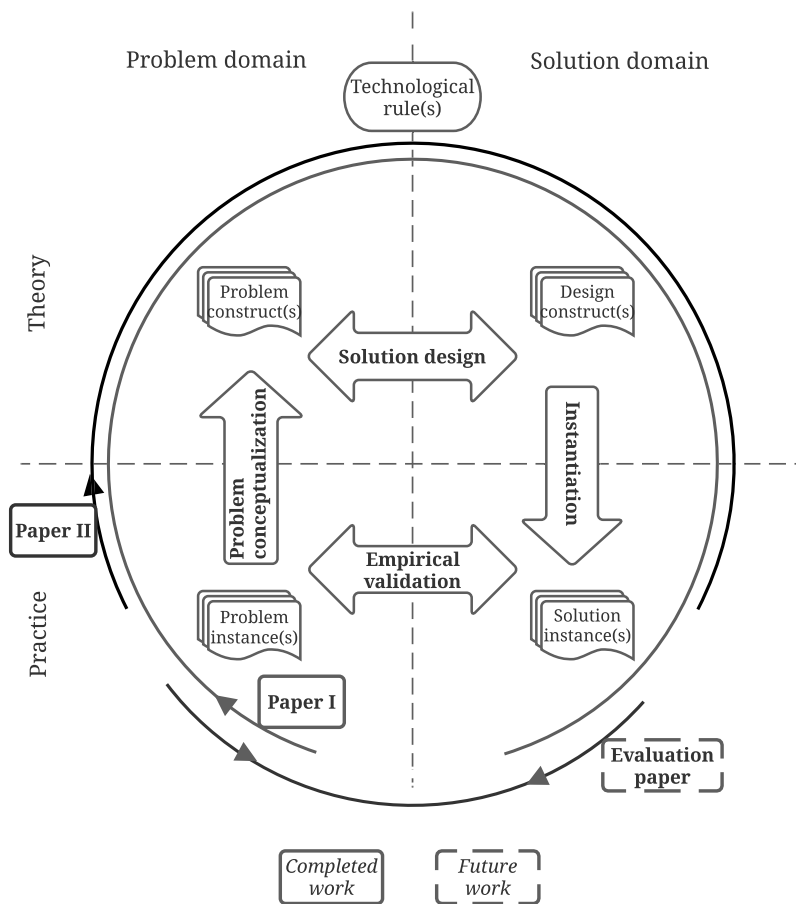 Problem domain
Solution domain
Technological
rule(s)
Theory
Problem
construct(s)
Design
construct(s)
Solution design
Problem
conceptualization
Instantiation
Paper II
Empirical
validation
Practice
Problem
instance(s)
Solution
instance(s)
Paper I
Evaluation
paper
Completed
work
Future
work